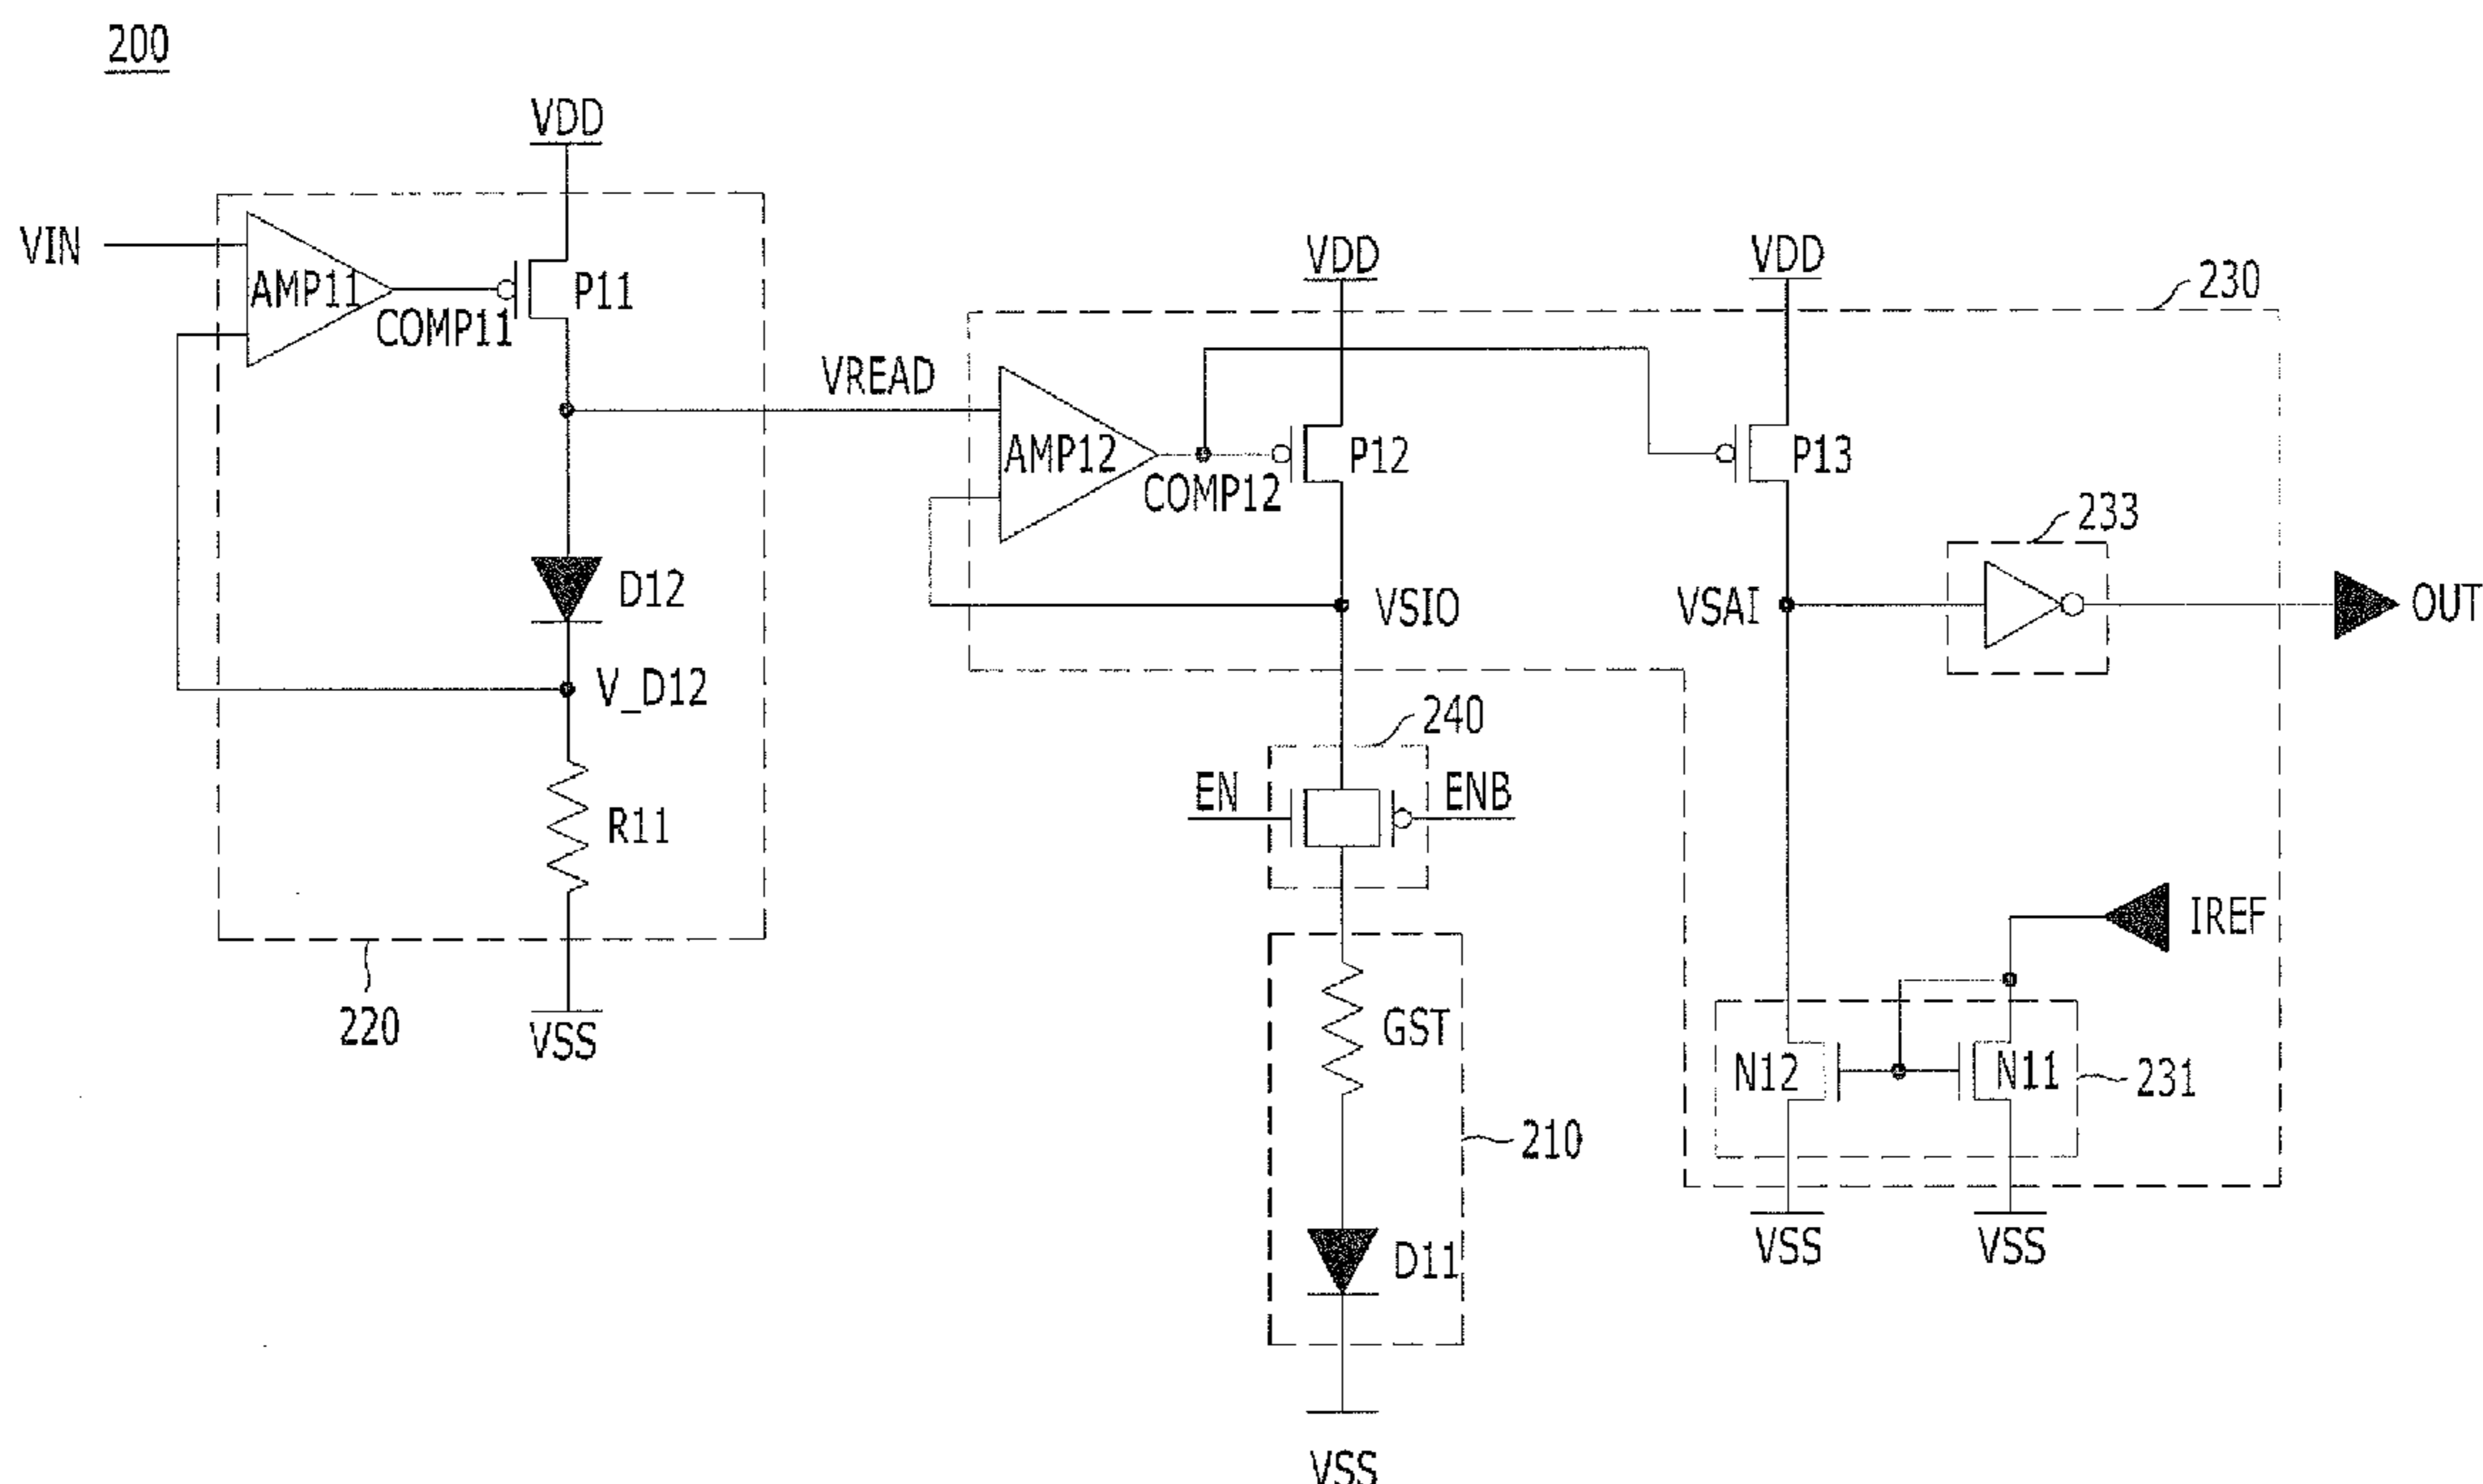 200
VDD
VIN
AMP11
P11
COMP11
VDD
VDD
230
VREAD
AMP12
P12
P13
COMP12
233
D12
VSIO
VSAI
OUT
V_D12
240
EN
ENB
R11
IREF
220
VSS
GST
N12
N11
231
210
VSS
VSS
D11
VSS